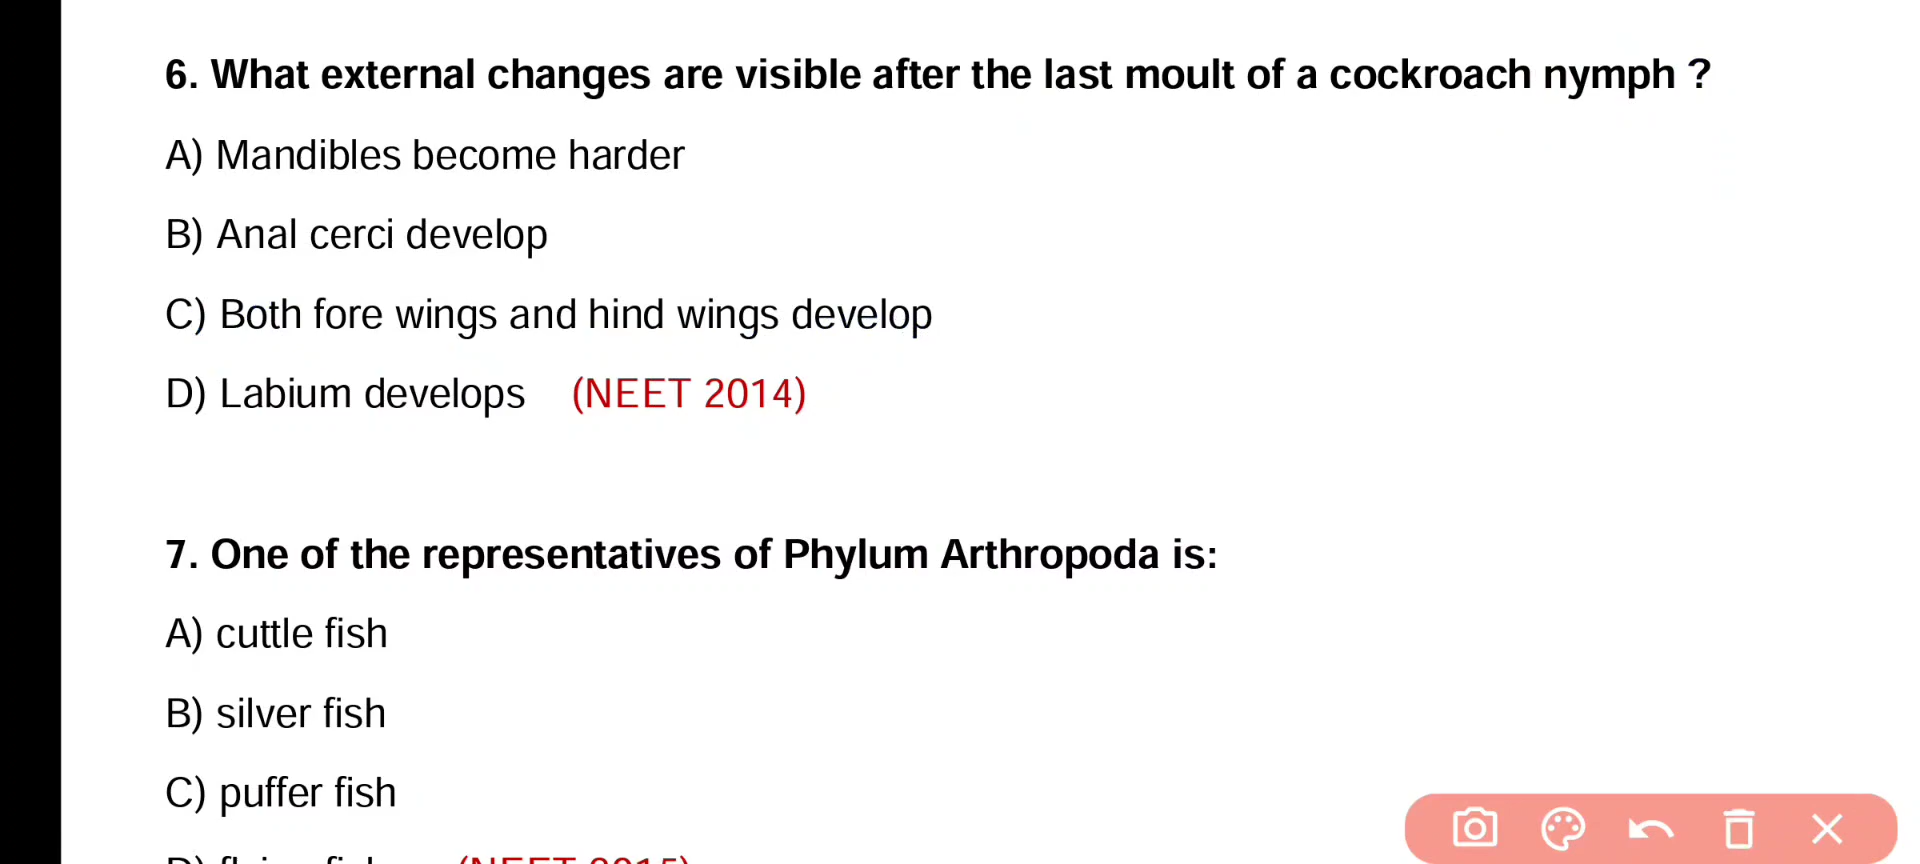 6. What external changes are visible after the last moult of a cockroach nymph ?
A) Mandibles become harder
B) Anal cerci develop
C) Both fore wings and hind wings develop
D) Labium develops (NEET 2014)
7. One of the representatives of Phylum Arthropoda is:
A) cuttle fish
B) silver fish
C) puffer fish